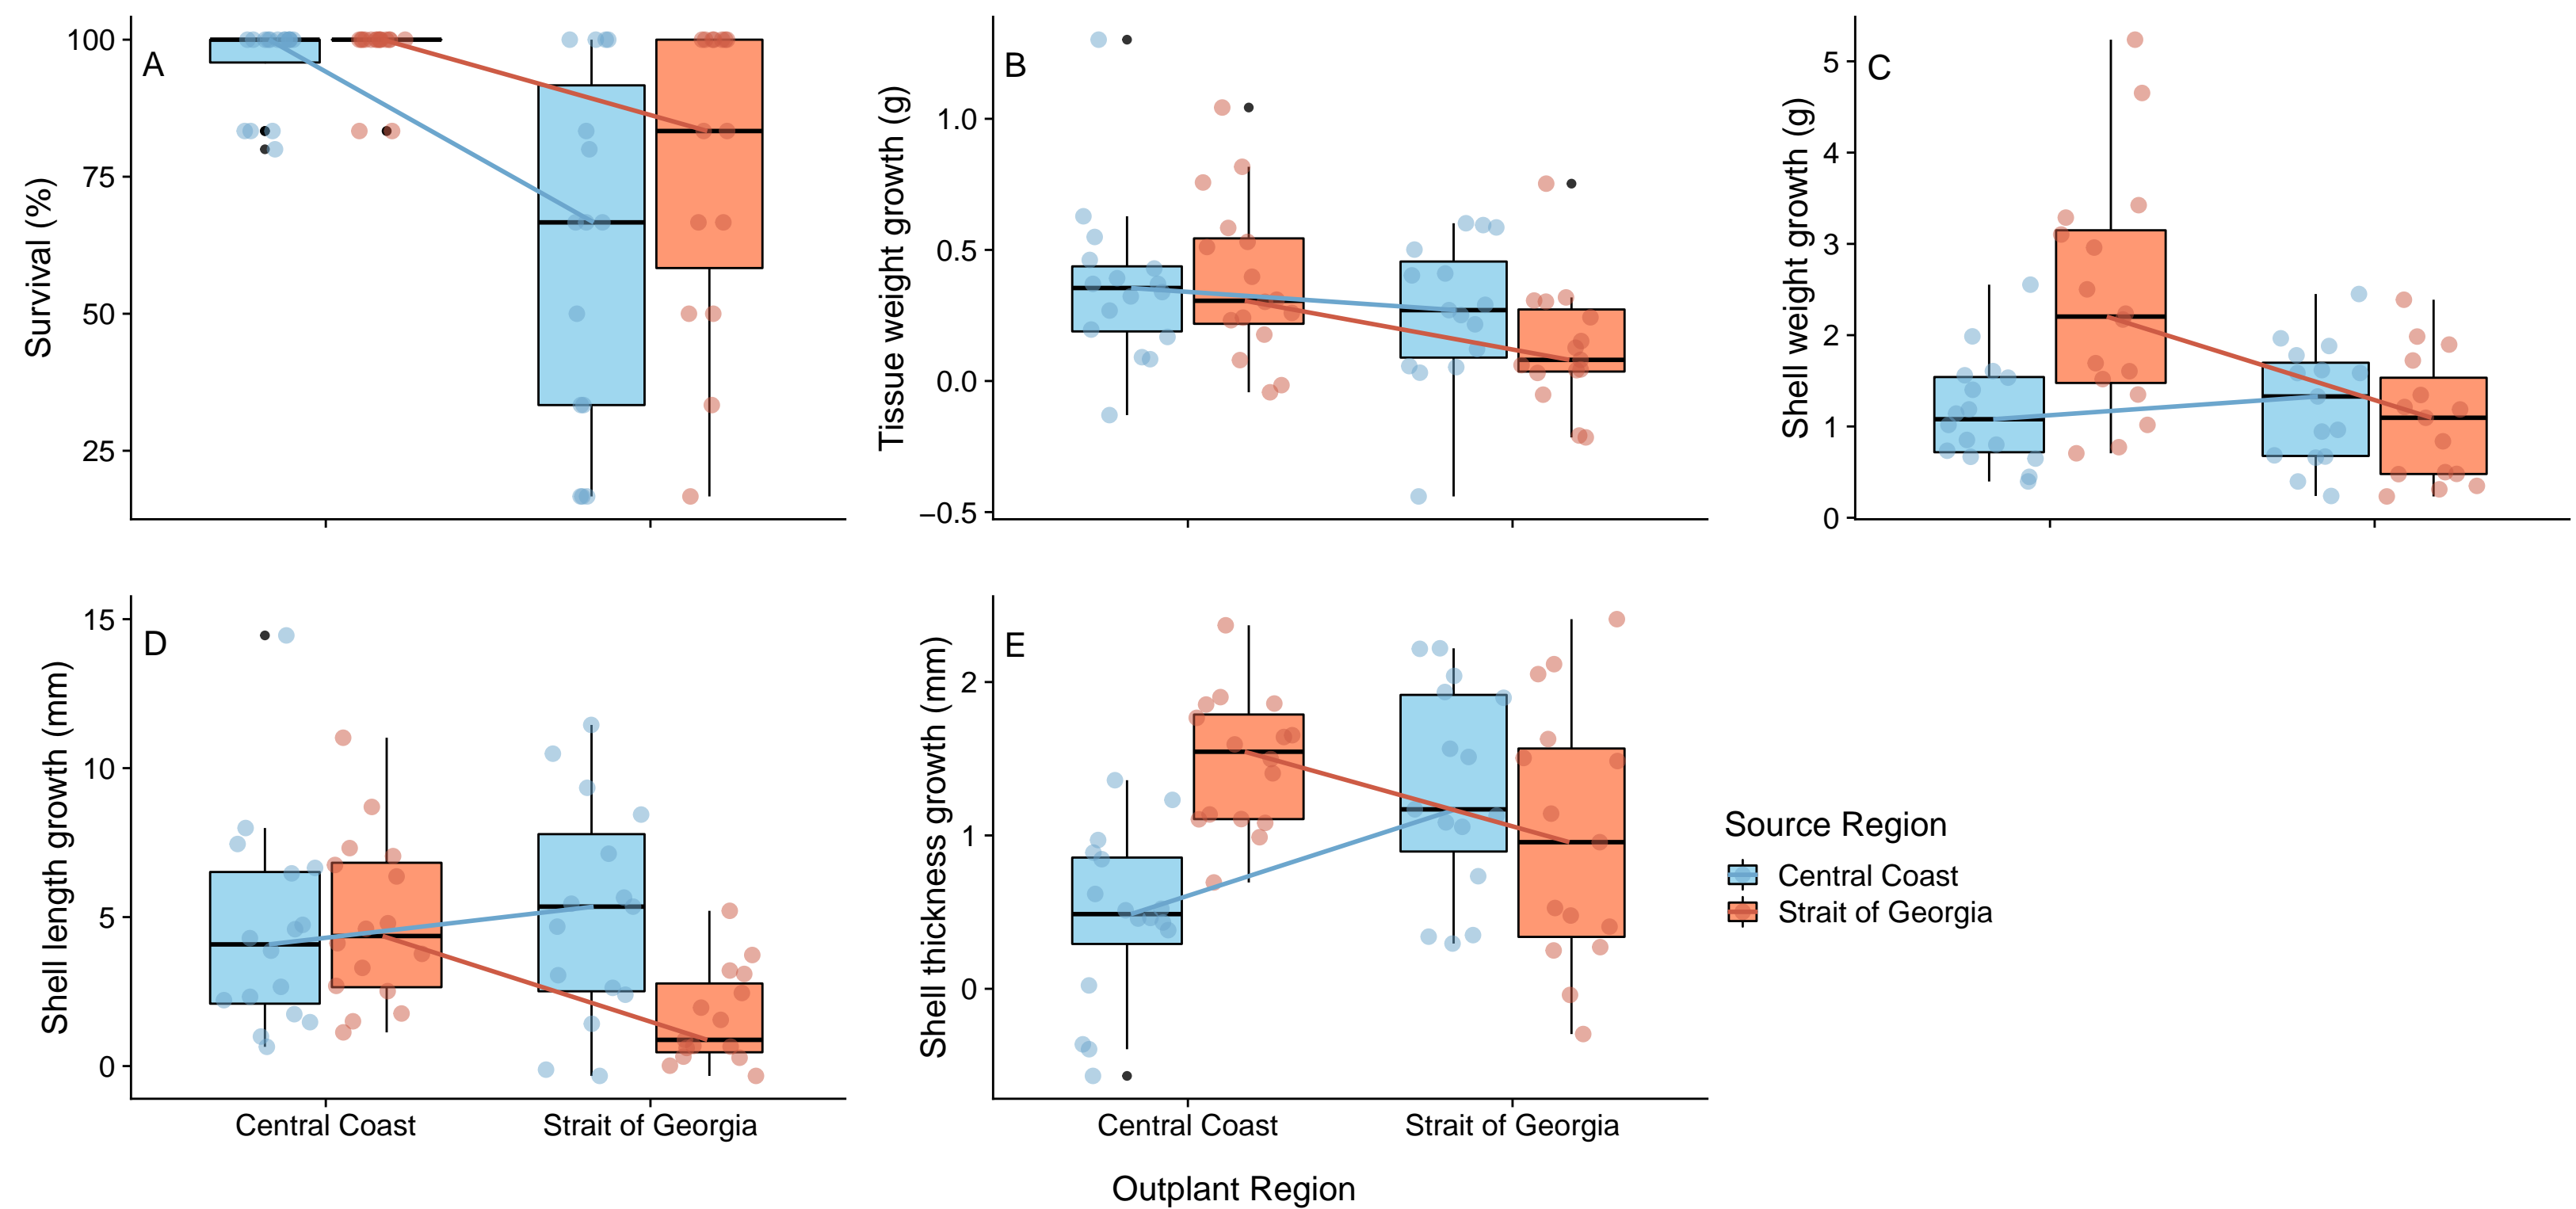 A
Survival (%)
100
75
50
25
B
Tissue weight growth (g)
1.0
0.5
0.0
−0.5
C
Shell weight growth (g)
5
4
3
2
1
0
D
Shell length growth (mm)
15
10
5
0
Central Coast
Strait of Georgia
E
Shell thickness growth (mm)
2
1
0
Central Coast
Strait of Georgia
Source Region
Central Coast
Strait of Georgia
Outplant Region